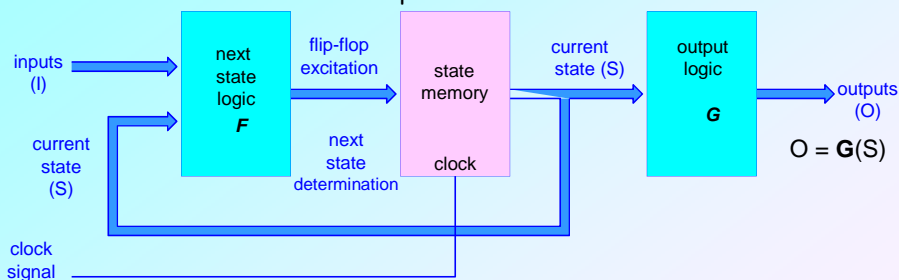 inputs
(I)
next
state
logic
F
flip-flop
excitation
state
memory
current
state (S)
output
logic
G
outputs
(O)
O = G(S)
current
state
(S)
next
state
determination
clock
clock
signal